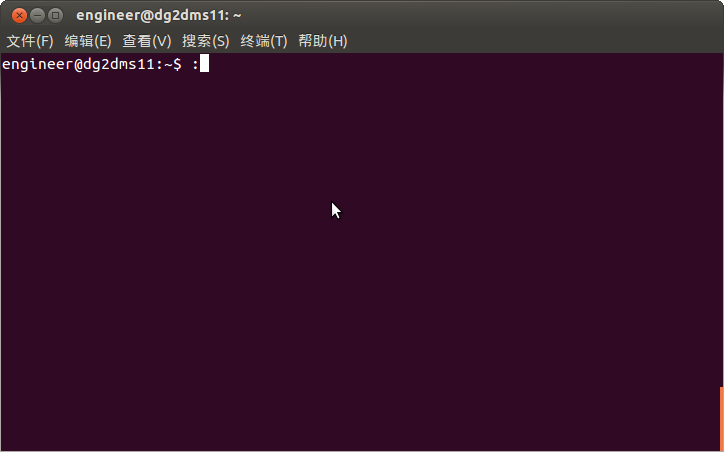 engineer@dg2dms11: ~
文件(F) 编辑(E) 查看(V) 搜索(S) 终端(T) 帮助(H)
engineer@dg2dms11:~$ :